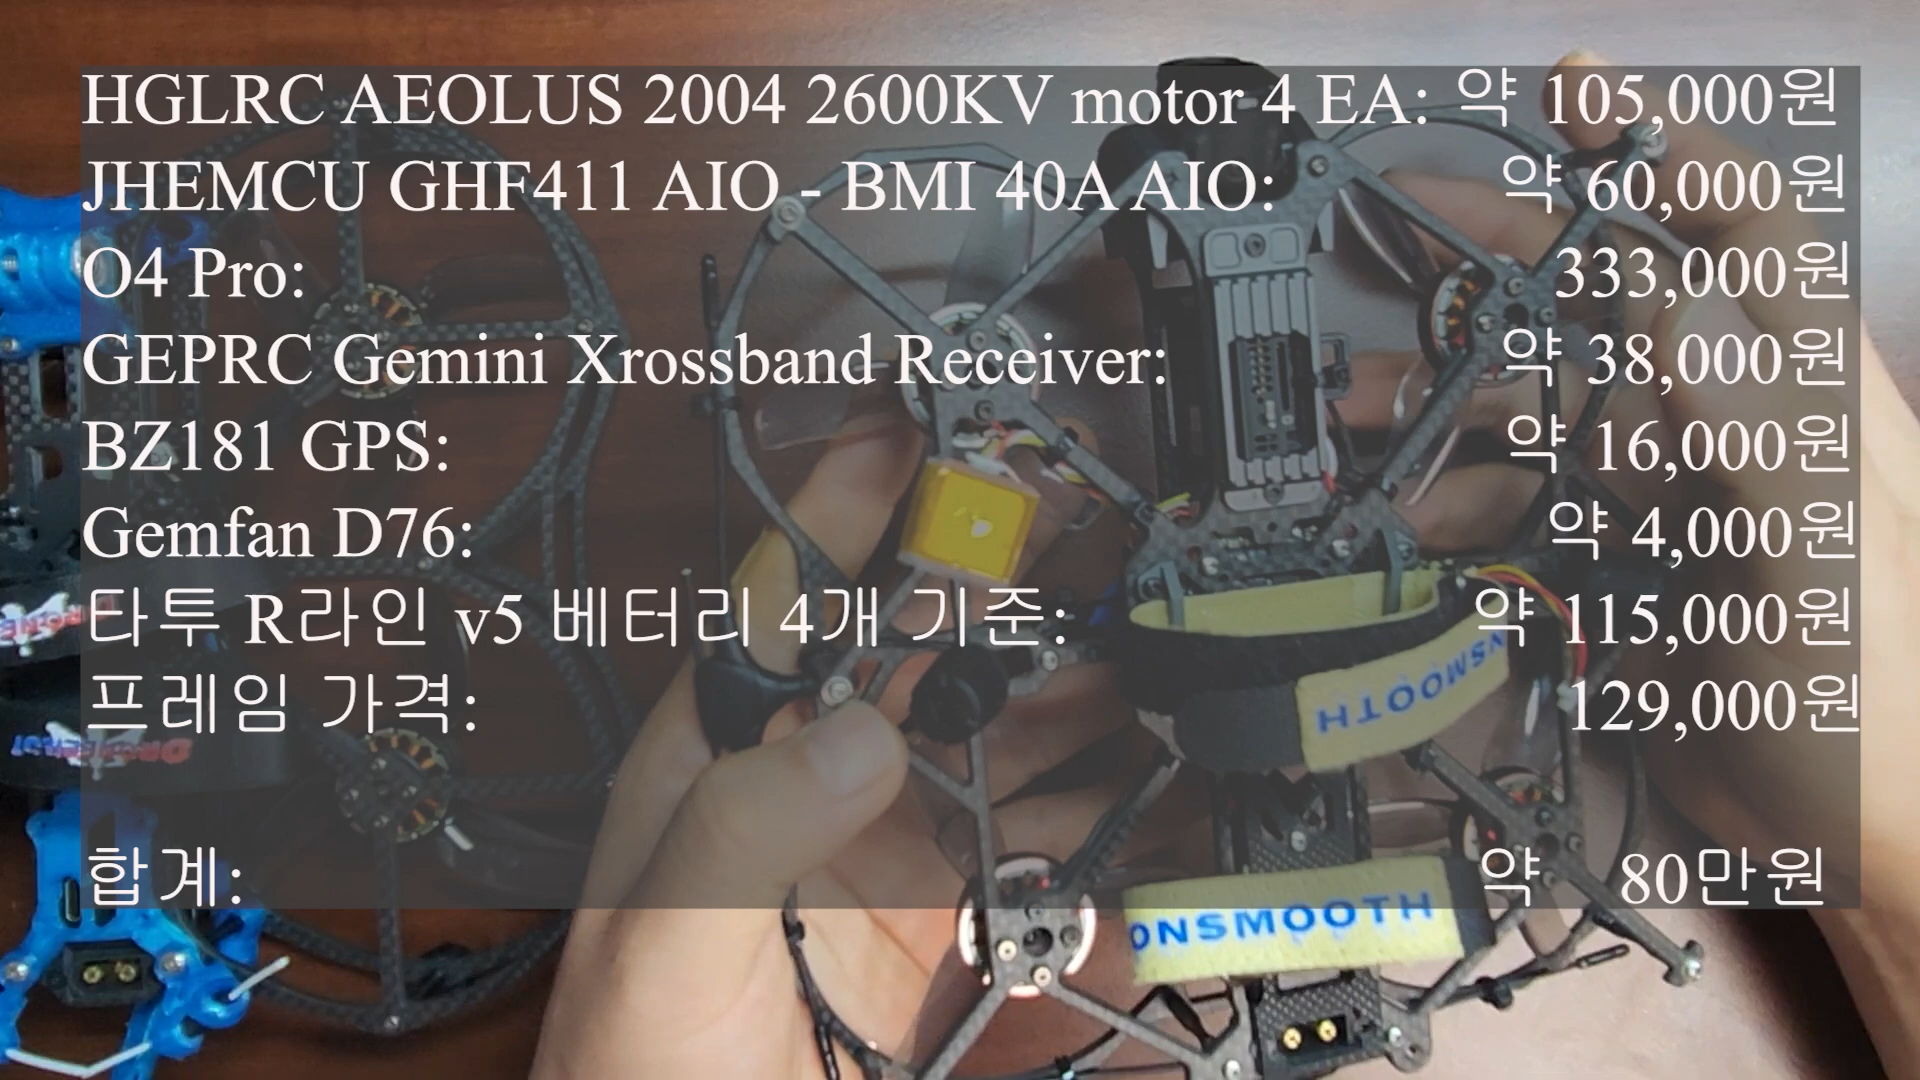 HGLRC AEOLUS 2004 2600KV motor 4 EA: 약 105,000원
JHEMCU GHF411 AIO - BMI 40A AIO: 약 60,000원
O4 Pro: 333,000원
GEPRC Gemini Xrossband Receiver: 약 38,000원
BZ181 GPS: 약 16,000원
Gemfan D76: 약 4,000원
타투 R라인 v5 베터리 4개 기준: 약 115,000원
프레임 가격: 129,000원
합계: 약 80만원
NSMOOTH
HTOOMSN
ONSMOOTH